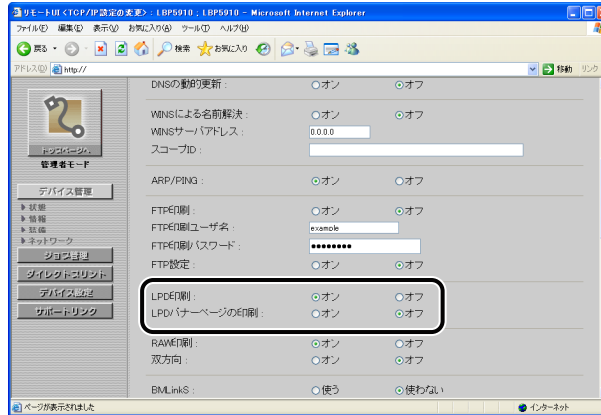 リモートUI <TCP/IP設定の変更> : LBP5910 ; LBP5910 - Microsoft Internet Explorer
ファイル(F) 編集(E) 表示(V) お気に入り(A) ツール(T) ヘルプ(H)
戻る 検索 お気に入り
アドレス(D) http:// 移動 リンク
トップページへ
管理者モード
デバイス管理
状態
情報
装備
ネットワーク
ジョブ管理
ダイレクトプリント
デバイス設定
サポートリンク
DNSの動的更新 : オン オフ
WINSによる名前解決 : オン オフ
WINSサーバアドレス : 0.0.0.0
スコープID :
ARP/PING : オン オフ
FTP印刷 : オン オフ
FTP印刷ユーザ名 : example
FTP印刷パスワード : ●●●●●●●●
FTP設定 : オン オフ
LPD印刷 : オン オフ
LPDバナーページの印刷 : オン オフ
RAW印刷 : オン オフ
双方向 : オン オフ
BMLinkS : 使う 使わない
ページが表示されました インターネット